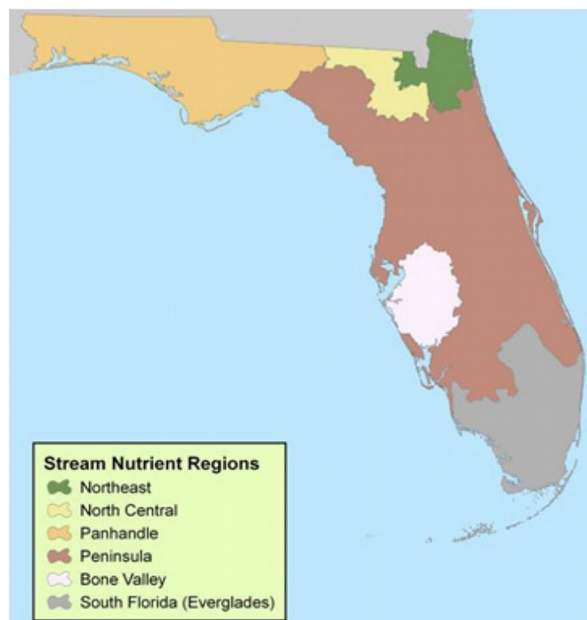 Stream Nutrient Regions
Northeast
North Central
Panhandle
Peninsula
Bone Valley
South Florida (Everglades)